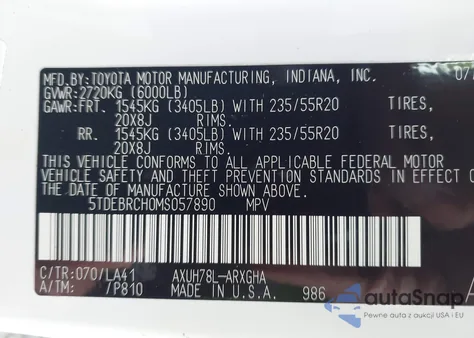 MFD.BY:TOYOTA MOTOR MANUFACTURING, INDIANA, INC. 07/
GVWR:2720KG (6000LB)
GAWR:FRT. 1545KG (3405LB) WITH 235/55R20 TIRES,
20X8J RIMS.
RR. 1545KG (3405LB) WITH 235/55R20 TIRES,
20X8J RIMS.
THIS VEHICLE CONFORMS TO ALL APPLICABLE FEDERAL MOTOR
VEHICLE SAFETY AND THEFT PREVENTION STANDARDS IN EFFECT O
THE DATE OF MANUFACTURE SHOWN ABOVE.
5TDEBRCH0MS057890 MPV
C/TR:070/LA41 AXUH78L-ARXGHA
A/TM: /P810 MADE IN U.S.A. 986 A
autoSnap
Pewne auta z aukcji USA i EU